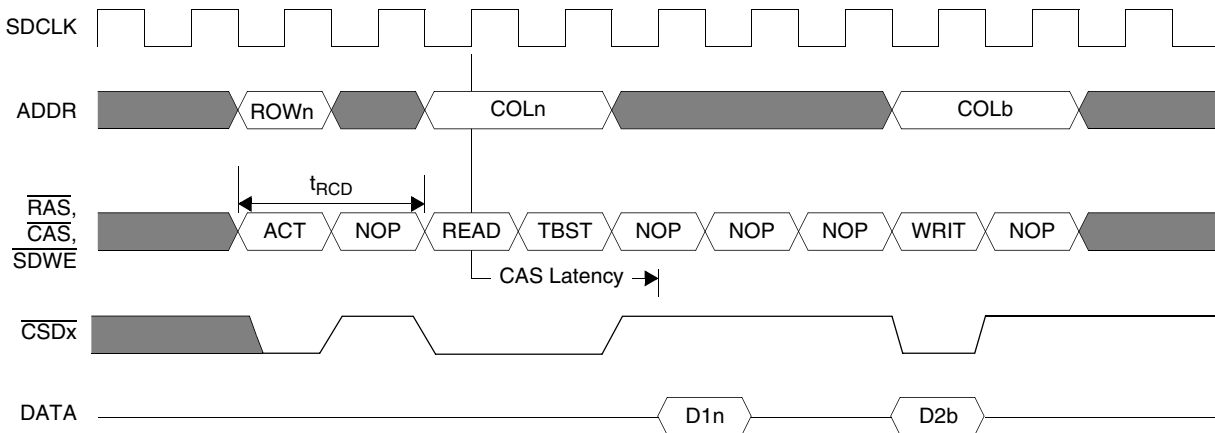 SDCLK
ADDR ROWn COLn COLb
tRCD
RAS,
CAS, ACT NOP READ TBST NOP NOP NOP WRIT NOP
SDWE
CAS Latency
CSDx
DATA D1n D2b